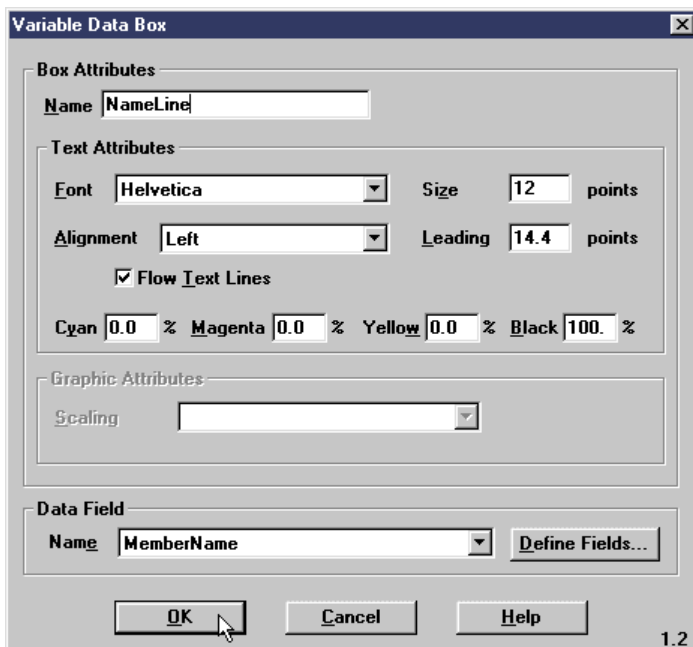 Variable Data Box
Box Attributes
Name NameLine
Text Attributes
Font Helvetica Size 12 points
Alignment Left Leading 14.4 points
Flow Text Lines
Cyan 0.0 % Magenta 0.0 % Yellow 0.0 % Black 100. %
Graphic Attributes
Scaling
Data Field
Name MemberName Define Fields...
OK Cancel Help
1.2